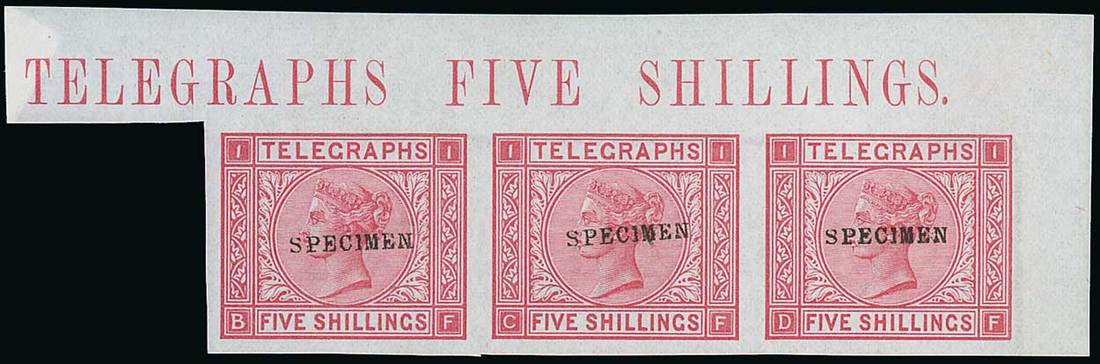 TELEGRAPHS FIVE SHILLINGS.
I TELEGRAPHS I
SPECIMEN
B FIVE SHILLINGS F
I TELEGRAPHS I
SPECIMEN
C FIVE SHILLINGS F
I TELEGRAPHS I
SPECIMEN
D FIVE SHILLINGS F